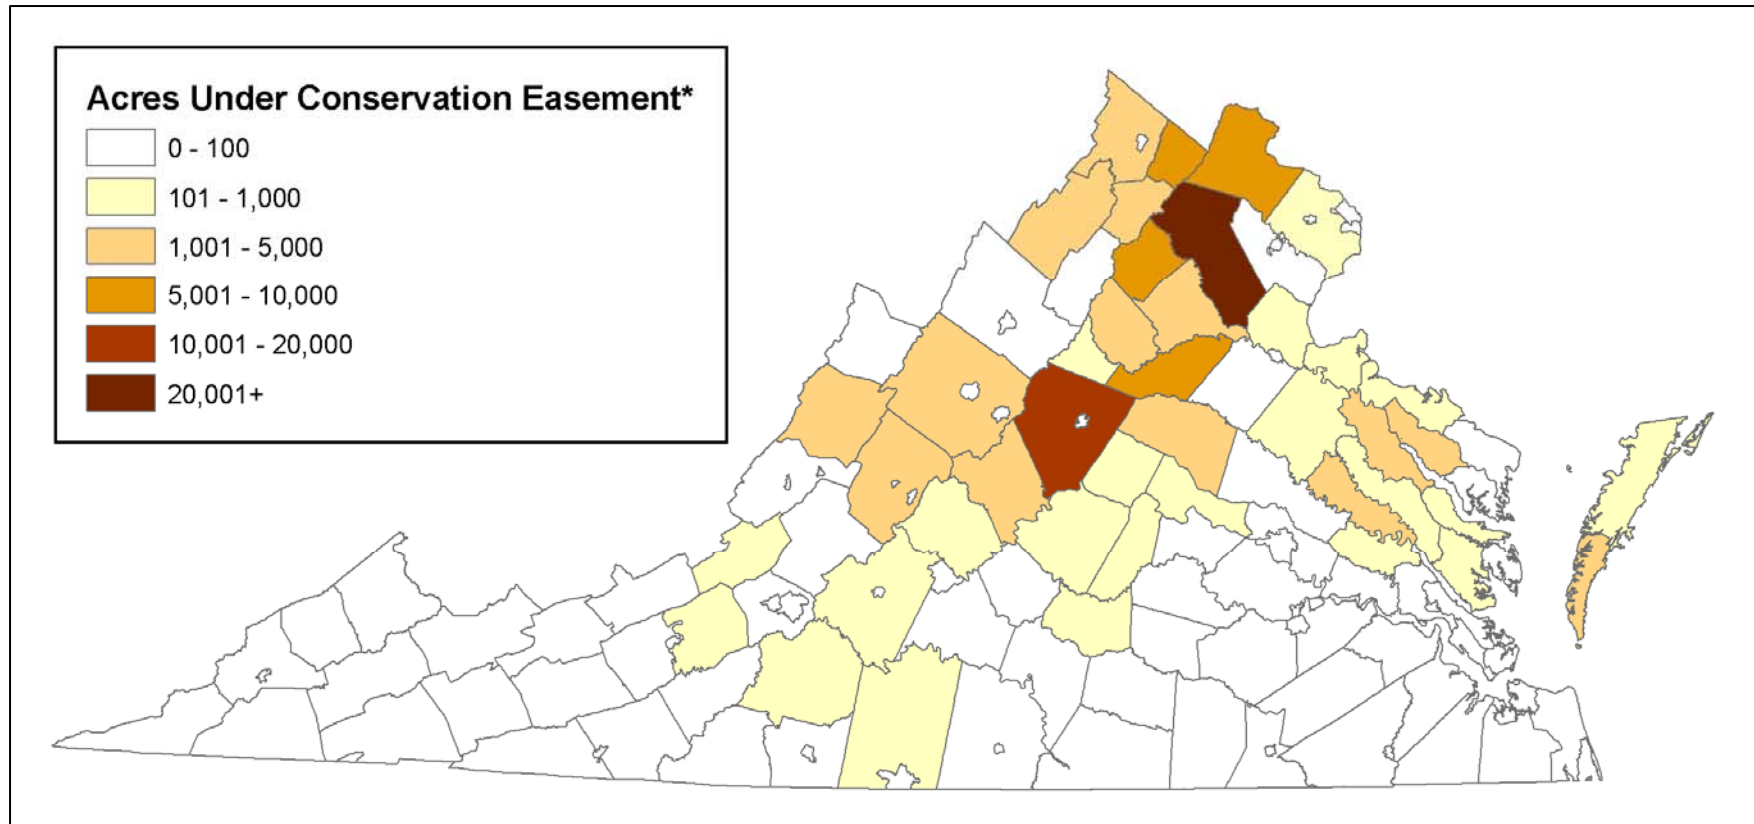 Acres Under Conservation Easement*
0 - 100
101 - 1,000
1,001 - 5,000
5,001 - 10,000
10,001 - 20,000
20,001+